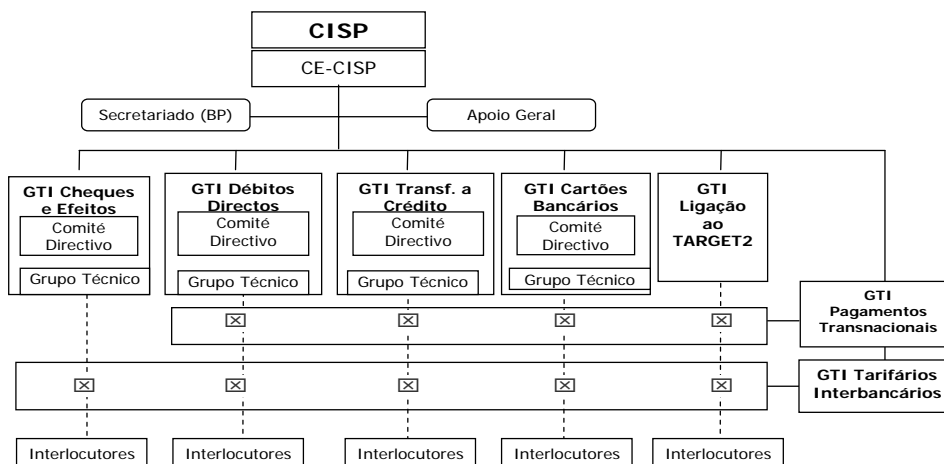 CISP
CE-CISP
Secretariado (BP)
Apoio Geral
GTI Cheques
e Efeitos
Comité
Directivo
Grupo Técnico
GTI Débitos
Directos
Comité
Directivo
Grupo Técnico
GTI Transf. a
Crédito
Comité
Directivo
Grupo Técnico
GTI Cartões
Bancários
Comité
Directivo
Grupo Técnico
GTI
Ligação
ao
TARGET2
GTI
Pagamentos
Transnacionais
GTI Tarifários
Interbancários
Interlocutores
Interlocutores
Interlocutores
Interlocutores
Interlocutores